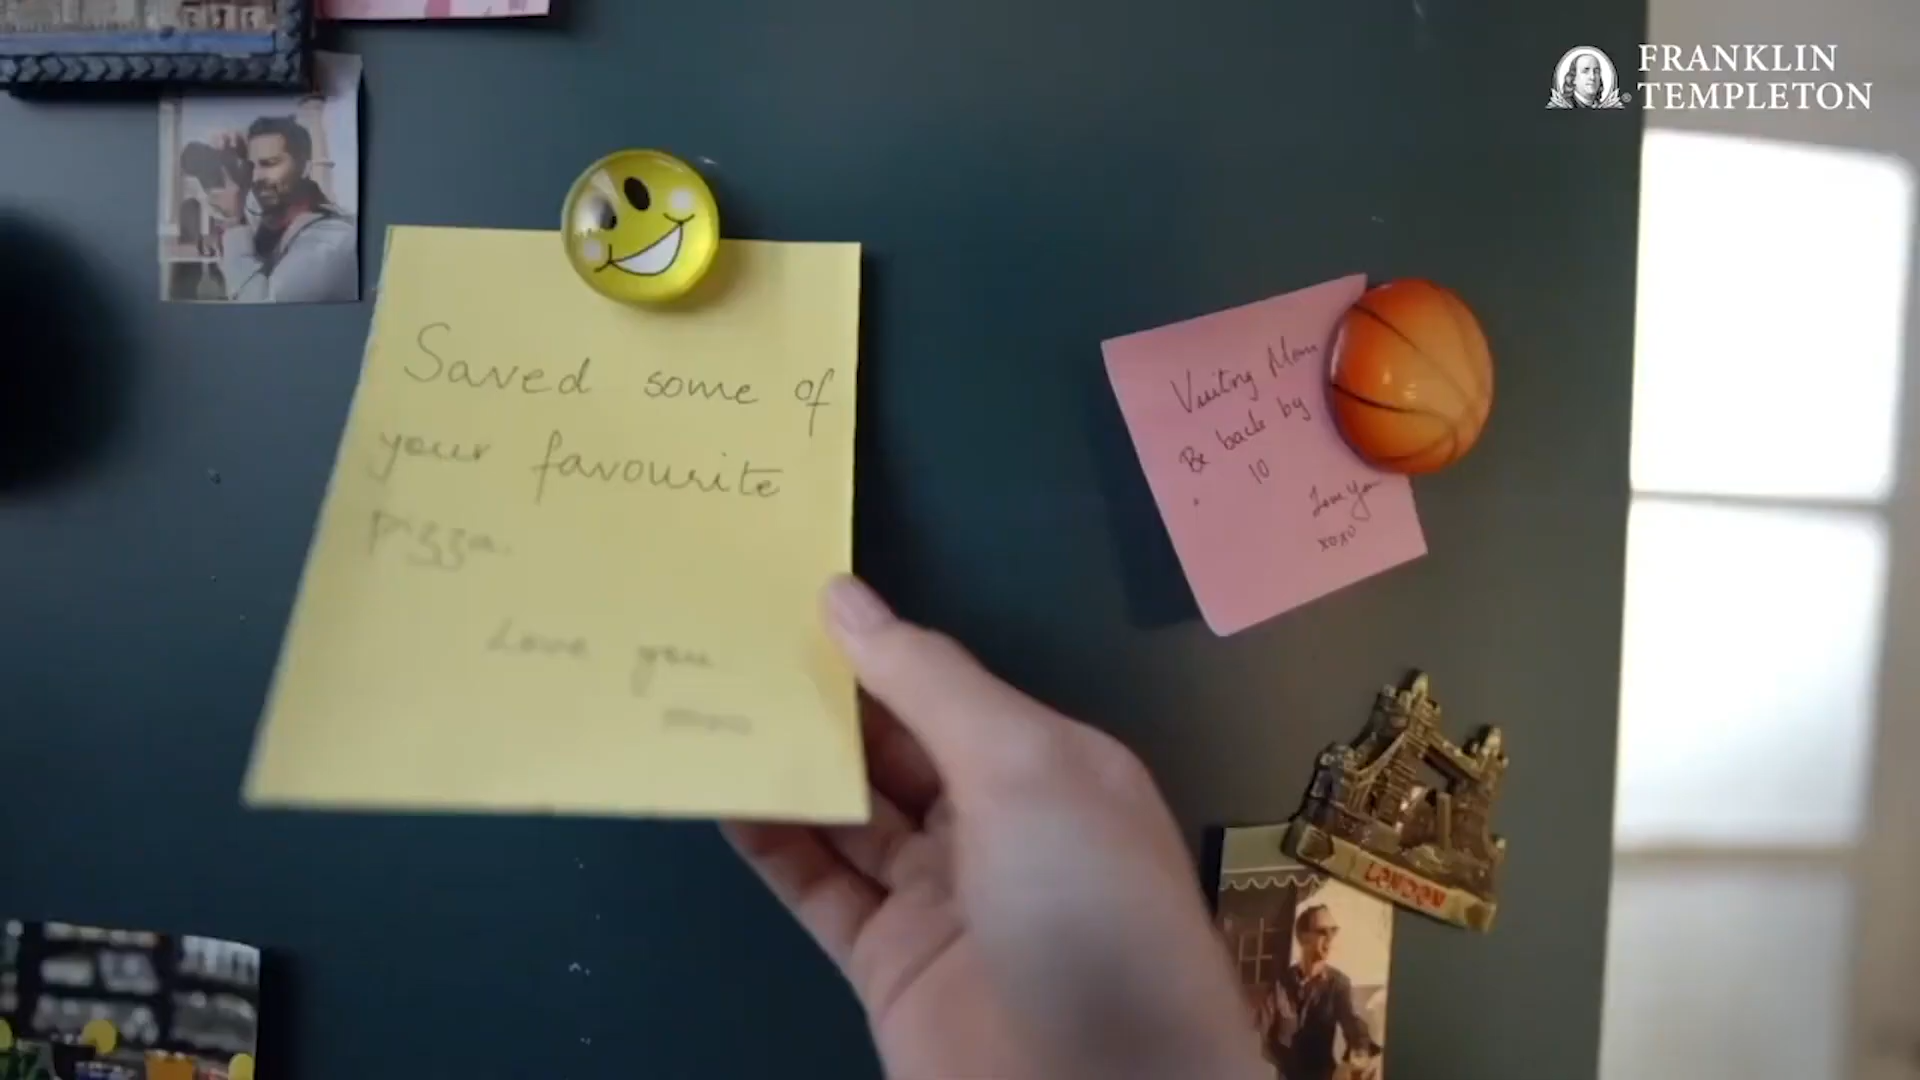 FRANKLIN
TEMPLETON
Saved some of
your favourite
pizza.
Love you
xoxo
Visiting Mom
Be back by
10
Love You
xoxo
LONDON